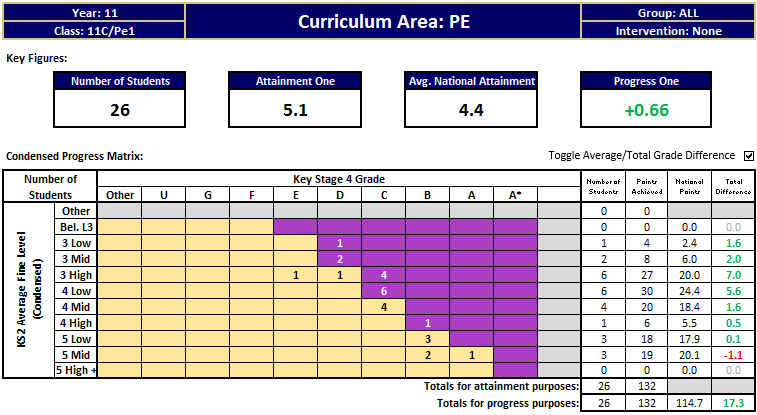 Year: 11
Class: 11C/Pe1
Curriculum Area: PE
Group: ALL
Intervention: None
Key Figures:
Number of Students
26
Attainment One
5.1
Avg. National Attainment
4.4
Progress One
+0.66
Condensed Progress Matrix:
Toggle Average/Total Grade Difference
Number of Students
Key Stage 4 Grade
Other U G F E D C B A A*
Number of Students
Points Achieved
National Points
Total Difference
KS2 Average Fine Level (Condensed)
Other 0 0
Bel. L3 0 0 0.0 0.0
3 Low 1 1 4 2.4 1.6
3 Mid 2 2 8 6.0 2.0
3 High 1 1 4 6 27 20.0 7.0
4 Low 6 6 30 24.4 5.6
4 Mid 4 4 20 18.4 1.6
4 High 1 1 6 5.5 0.5
5 Low 3 3 18 17.9 0.1
5 Mid 2 1 3 19 20.1 -1.1
5 High + 0 0 0.0 0.0
Totals for attainment purposes: 26 132
Totals for progress purposes: 26 132 114.7 17.3